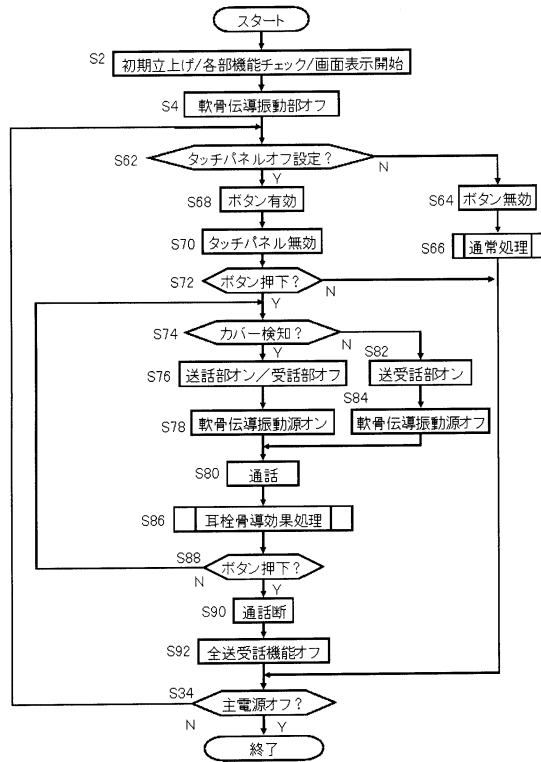 スタート
S2
初期立上げ/各部機能チェック/画面表示開始
S4
軟骨伝導振動部オフ
S62
タッチパネルオフ設定?
N
Y
S68
ボタン有効
S64
ボタン無効
S70
タッチパネル無効
S66
通常処理
S72
ボタン押下?
N
Y
S74
カバー検知?
N
Y
S82
S76
送話部オン/受話部オフ
送受話部オン
S84
S78
軟骨伝導振動源オン
軟骨伝導振動源オフ
S80
通話
S86
耳栓骨導効果処理
S88
ボタン押下?
N
Y
S90
通話断
S92
全送受話機能オフ
S34
主電源オフ?
N
Y
終了